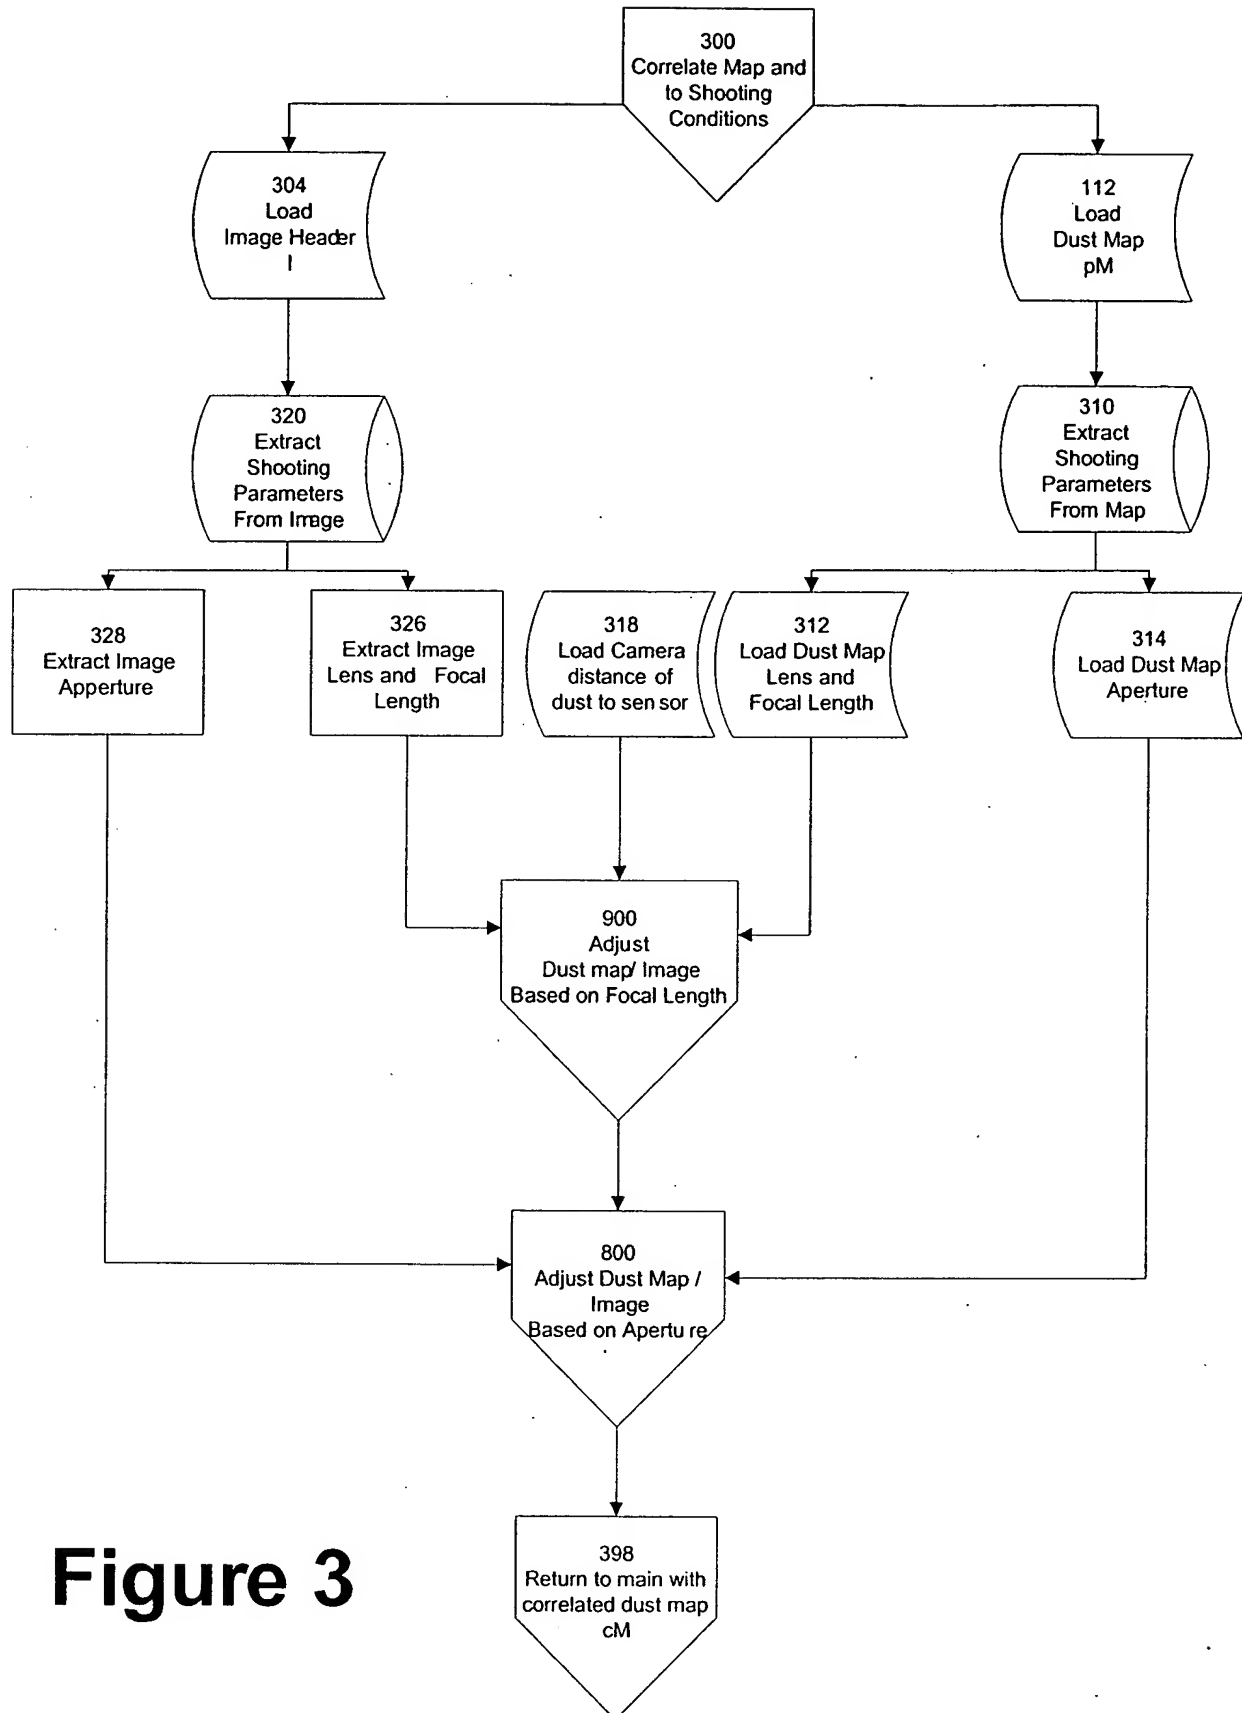 300
Correlate Map and
to Shooting
Conditions
304
Load
Image Header
I
112
Load
Dust Map
pM
320
Extract
Shooting
Parameters
From Image
310
Extract
Shooting
Parameters
From Map
328
Extract Image
Apperture
326
Extract Image
Lens and Focal
Length
318
Load Camera
distance of
dust to sensor
312
Load Dust Map
Lens and
Focal Length
314
Load Dust Map
Aperture
900
Adjust
Dust map/ Image
Based on Focal Length
800
Adjust Dust Map /
Image
Based on Aperture
398
Return to main with
correlated dust map
cM
Figure 3